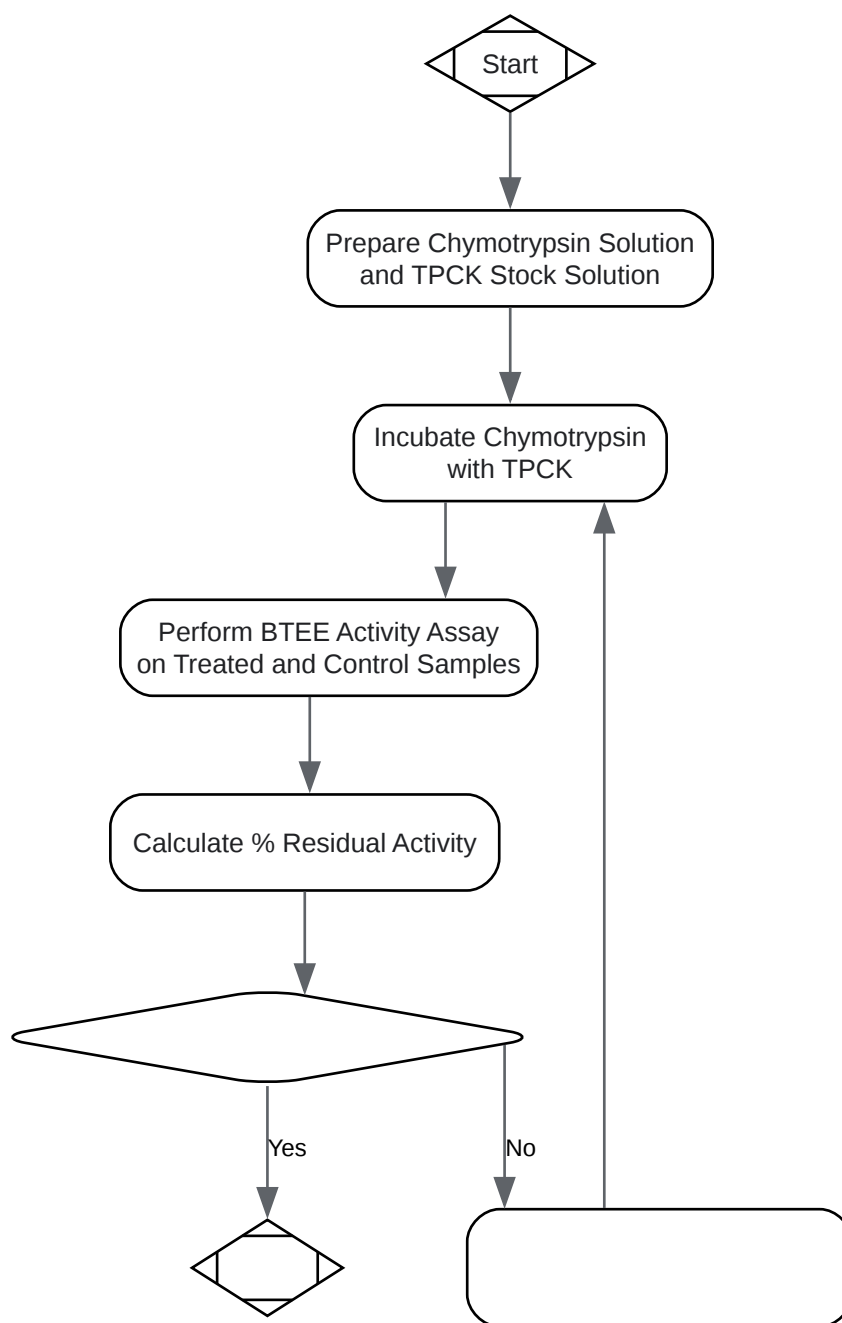 Start
Prepare Chymotrypsin Solution
and TPCK Stock Solution
Incubate Chymotrypsin
with TPCK
Perform BTEE Activity Assay
on Treated and Control Samples
Calculate % Residual Activity
Yes
No